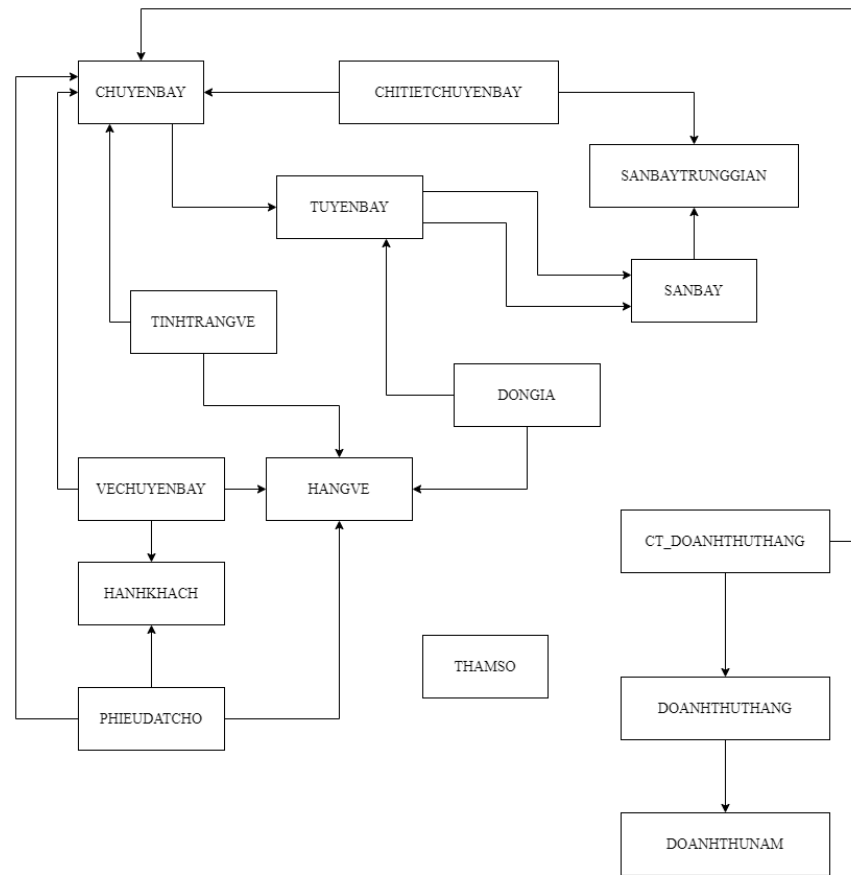 CHUYENBAY
CHITIETCHUYENBAY
SANBAYTRUNGGIAN
TUYENBAY
SANBAY
TINHTRANGVE
DONGIA
VECHUYENBAY
HANGVE
CT_DOANHTHUTHANG
HANHKHACH
THAMSO
PHIEUDATCHO
DOANHTHUTHANG
DOANHTHUNAM